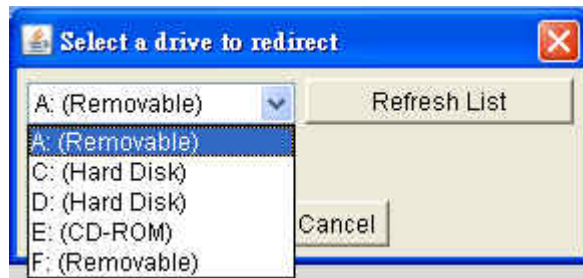 Select a drive to redirect
A: (Removable)
Refresh List
A: (Removable)
C: (Hard Disk)
D: (Hard Disk)
E: (CD-ROM)
F: (Removable)
Cancel